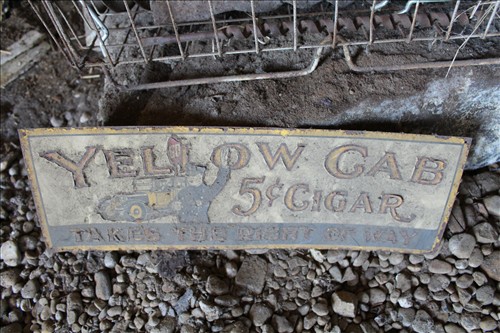 YELLOW CAB
5¢ CIGAR
TAKES THE RIGHT OF WAY